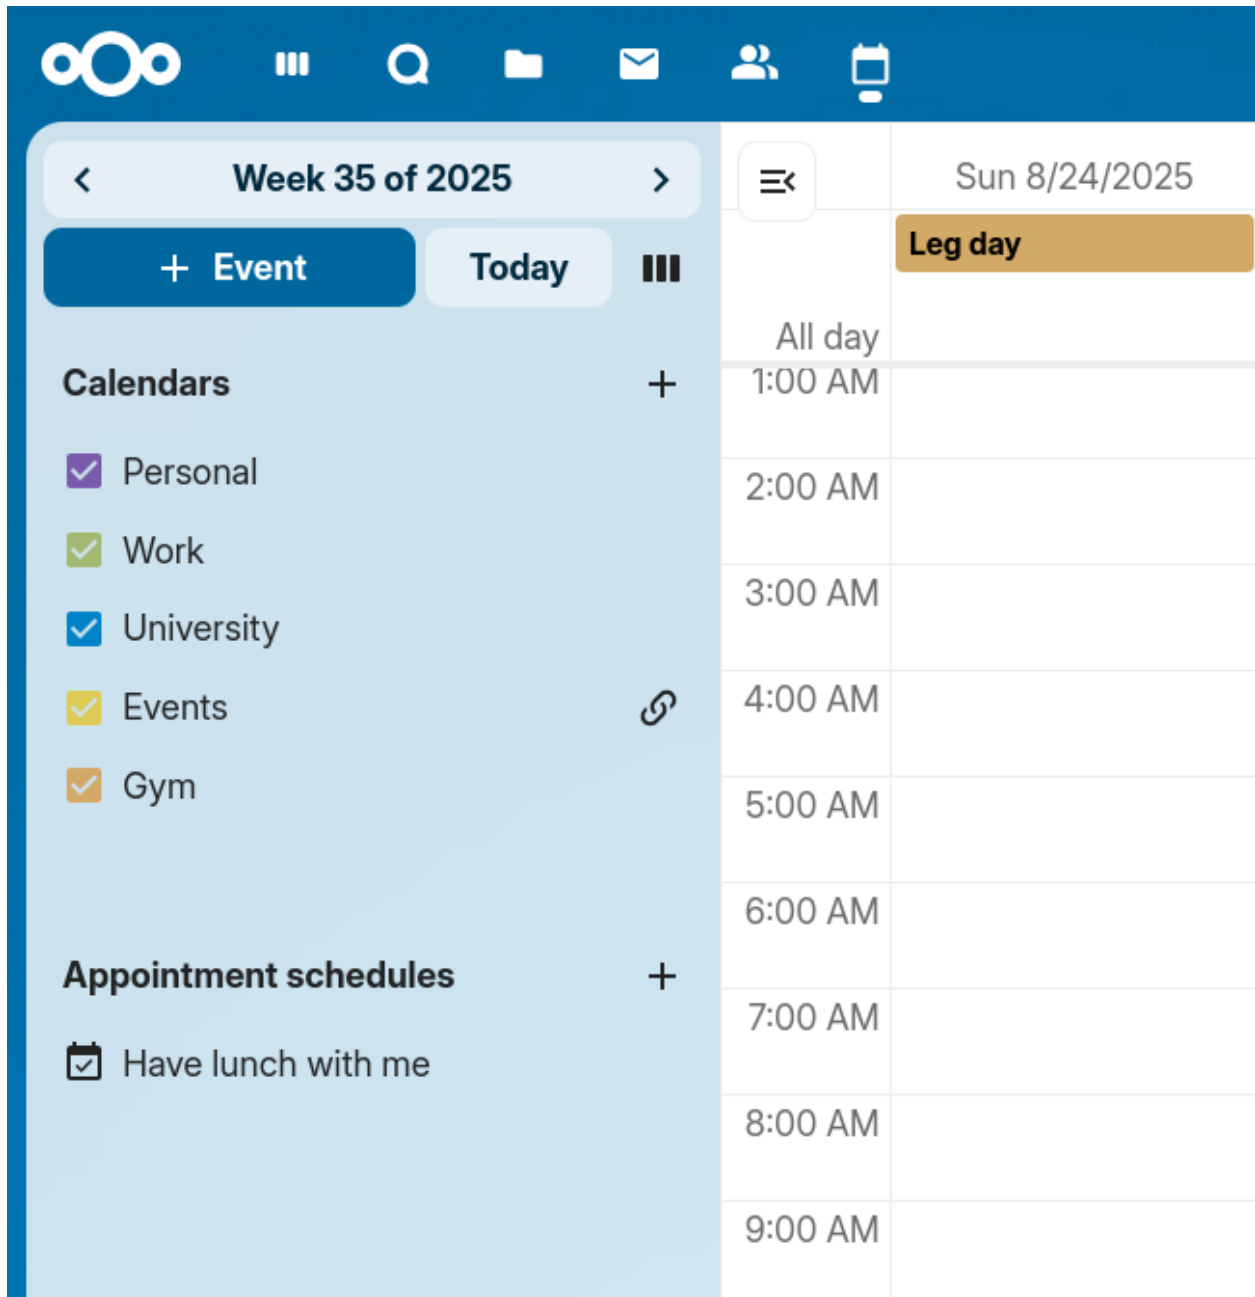 Week 35 of 2025
+ Event
Today
Calendars
Personal
Work
University
Events
Gym
Appointment schedules
Have lunch with me
Sun 8/24/2025
Leg day
All day
1:00 AM
2:00 AM
3:00 AM
4:00 AM
5:00 AM
6:00 AM
7:00 AM
8:00 AM
9:00 AM